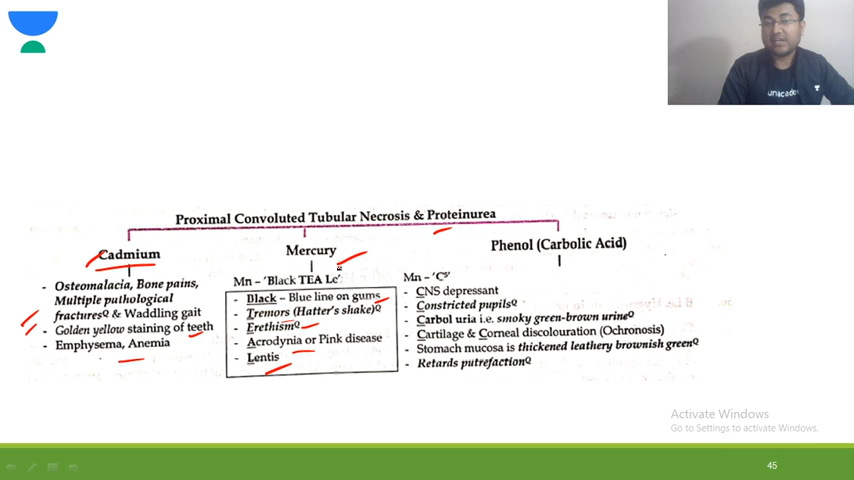 unacade
Proximal Convoluted Tubular Necrosis & Proteinurea
Cadmium
- Osteomalacia, Bone pains,
Multiple pathological
fracturesQ & Waddling gait
- Golden yellow staining of teeth
- Emphysema, Anemia
Mercury
Mn – 'Black TEA Le'
- Black – Blue line on gums
- Tremors (Hatter's shake)Q
- ErethismQ
- Acrodynia or Pink disease
- Lentis
Phenol (Carbolic Acid)
Mn – 'C5'
- CNS depressant
- Constricted pupilsQ
- Carbol uria i.e. smoky green-brown urineQ
- Cartilage & Corneal discolouration (Ochronosis)
- Stomach mucosa is thickened leathery brownish greenQ
- Retards putrefactionQ
Activate Windows
Go to Settings to activate Windows.
45